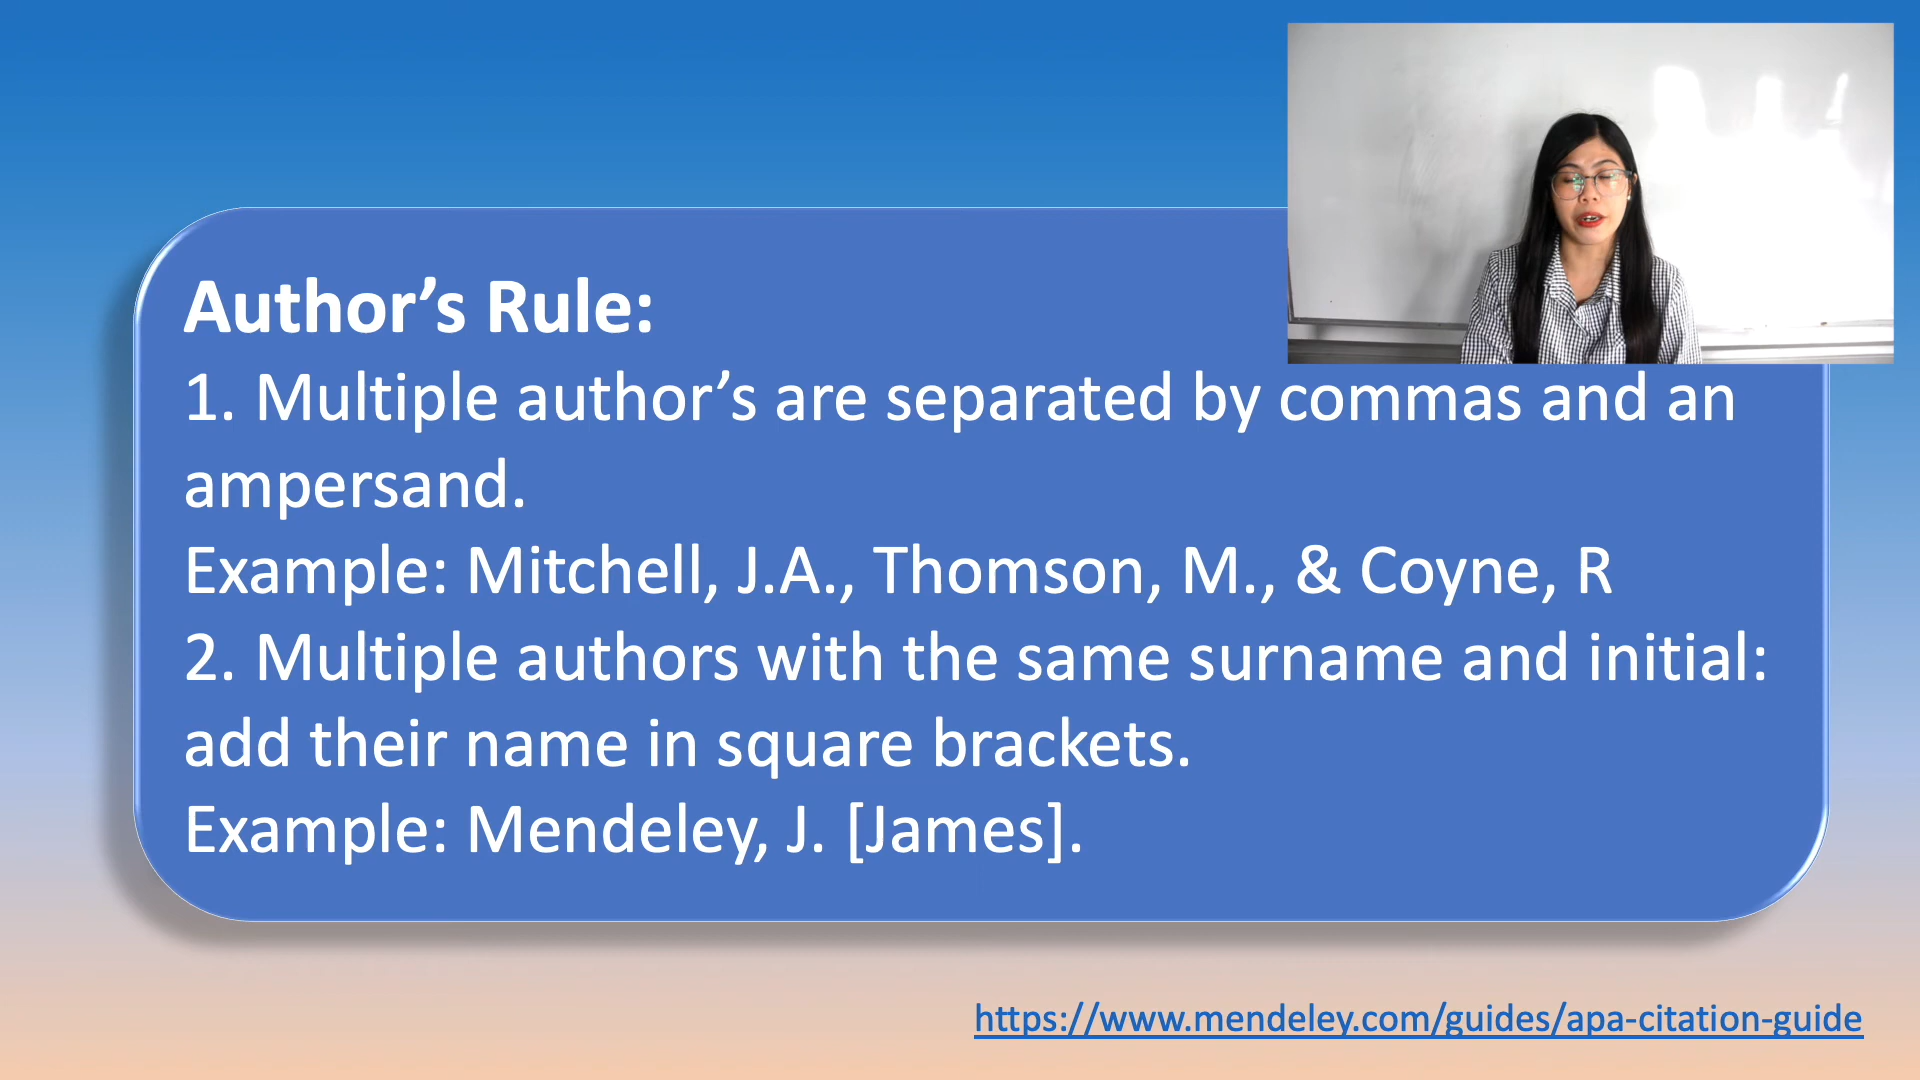 Author’s Rule:
1. Multiple author’s are separated by commas and an
ampersand.
Example: Mitchell, J.A., Thomson, M., & Coyne, R
2. Multiple authors with the same surname and initial:
add their name in square brackets.
Example: Mendeley, J. [James].
https://www.mendeley.com/guides/apa-citation-guide